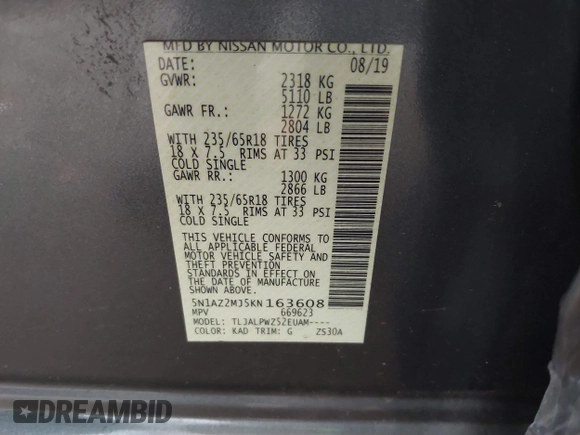 MFD BY NISSAN MOTOR CO., LTD.
DATE: 08/19
GVWR: 2318 KG
5110 LB
GAWR FR.: 1272 KG
2804 LB
WITH 235/65R18 TIRES
18 X 7.5 RIMS AT 33 PSI
COLD SINGLE
GAWR RR.: 1300 KG
2866 LB
WITH 235/65R18 TIRES
18 X 7.5 RIMS AT 33 PSI
COLD SINGLE
THIS VEHICLE CONFORMS TO
ALL APPLICABLE FEDERAL
MOTOR VEHICLE SAFETY AND
THEFT PREVENTION
STANDARDS IN EFFECT ON
THE DATE OF MANUFACTURE
SHOWN ABOVE.
5N1AZ2MJ5KN163608
MPV 669623
MODEL: TLJALPWZ52EUAM----
COLOR: KAD TRIM: G ZS30A
DREAMBID